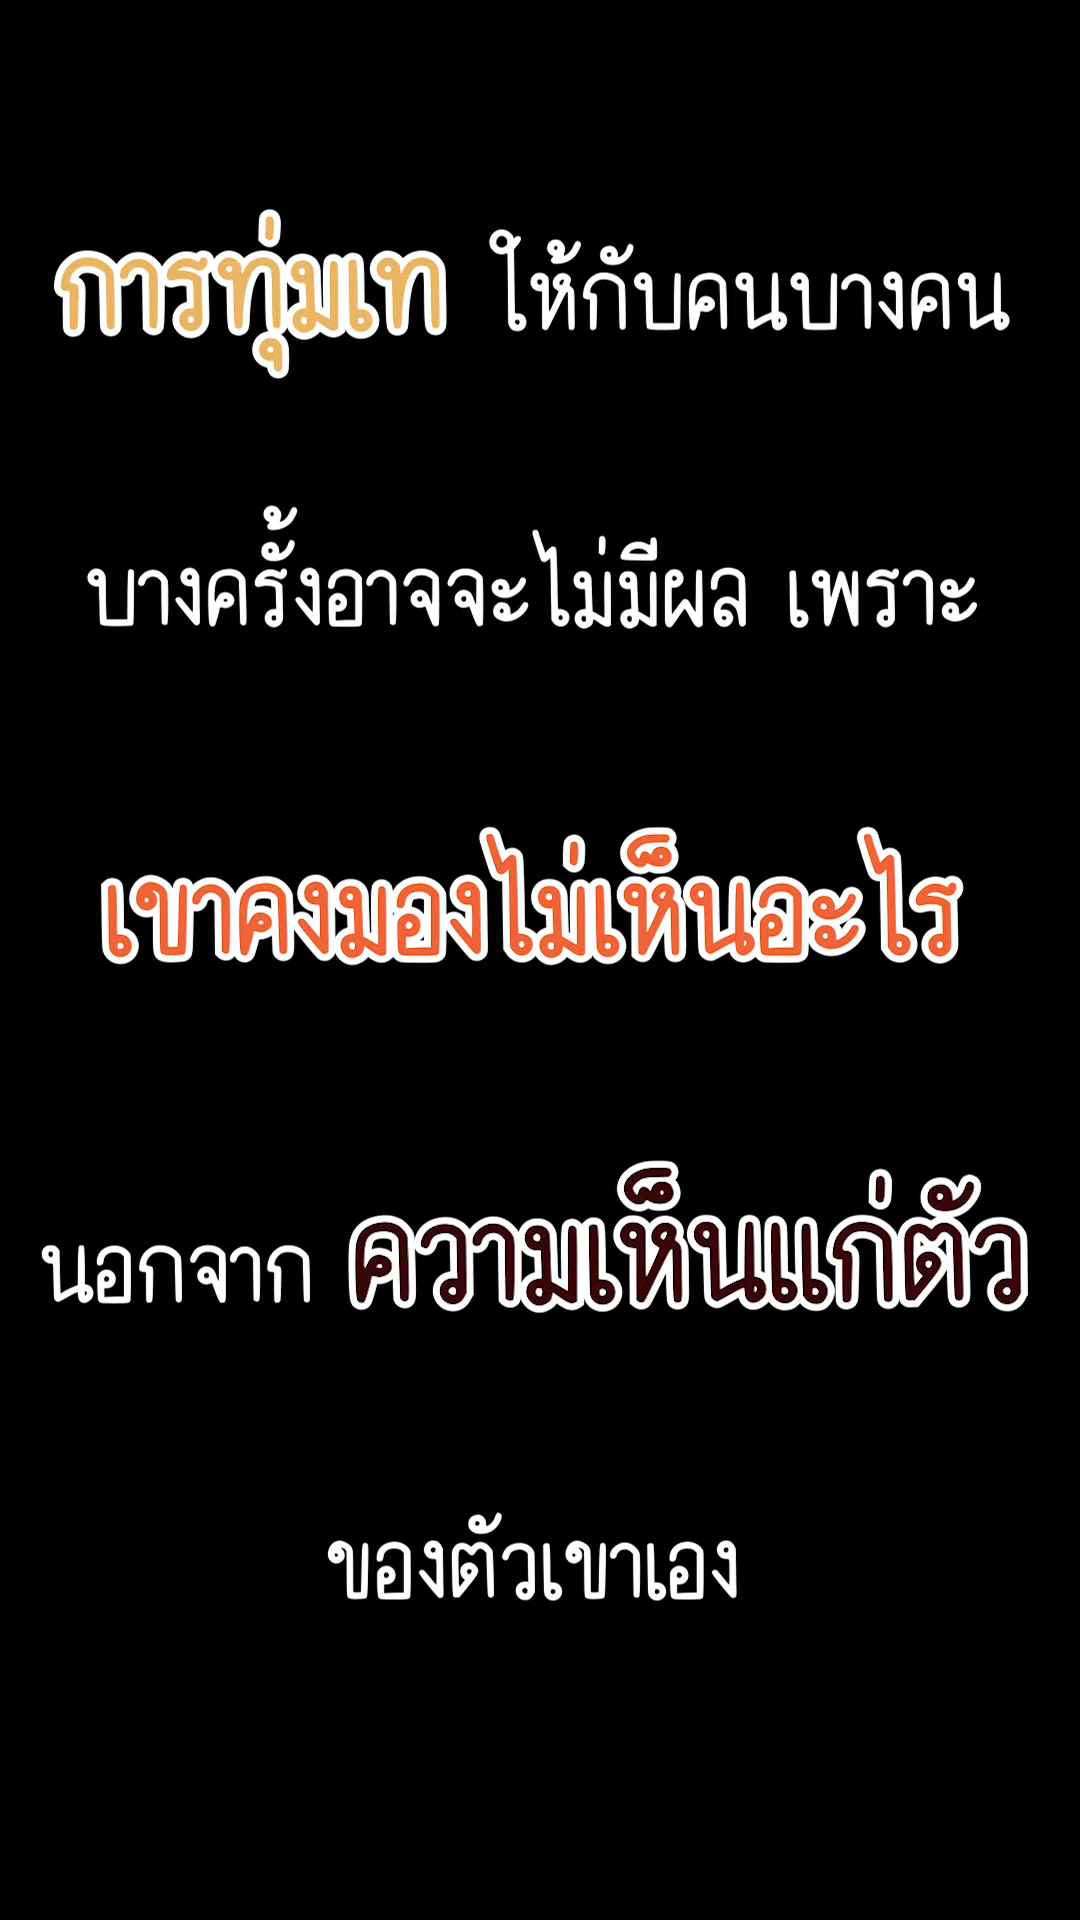 การทุ่มเท ให้กับคนบางคน
บางครั้งอาจจะไม่มีผล เพราะ
เขาคงมองไม่เห็นอะไร
นอกจาก ความเห็นแก่ตัว
ของตัวเขาเอง